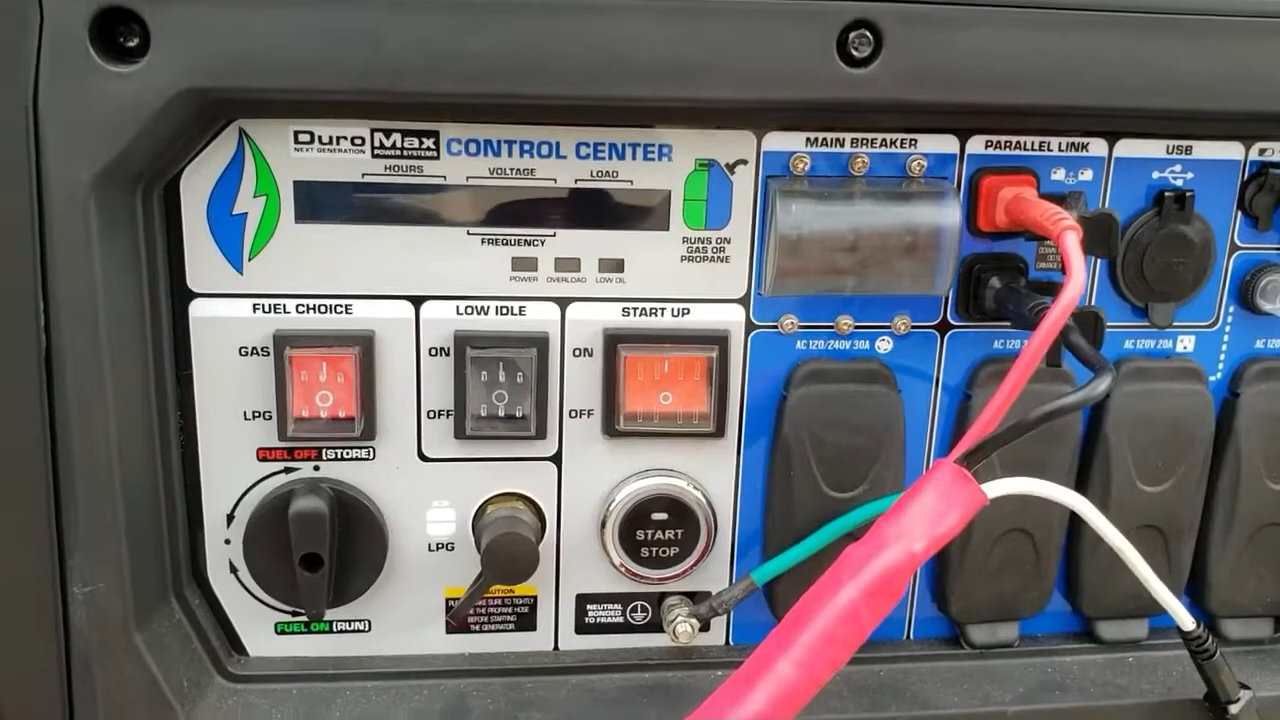 DuroMax
NEXT GENERATION POWER SYSTEMS
CONTROL CENTER
HOURS
VOLTAGE
LOAD
FREQUENCY
POWER
OVERLOAD
LOW OIL
RUNS ON
GAS OR
PROPANE
MAIN BREAKER
PARALLEL LINK
USB
FUEL CHOICE
GAS
LPG
LOW IDLE
ON
OFF
START UP
ON
OFF
AC 120/240V 30A
AC 120
AC 120V 20A
AC 120
FUEL OFF (STORE)
FUEL ON (RUN)
LPG
START
STOP
NEUTRAL
BONDED
TO FRAME
SURE TO TIGHTLY
THE PROPANE HOSE
BEFORE STARTING
THE GENERATOR.